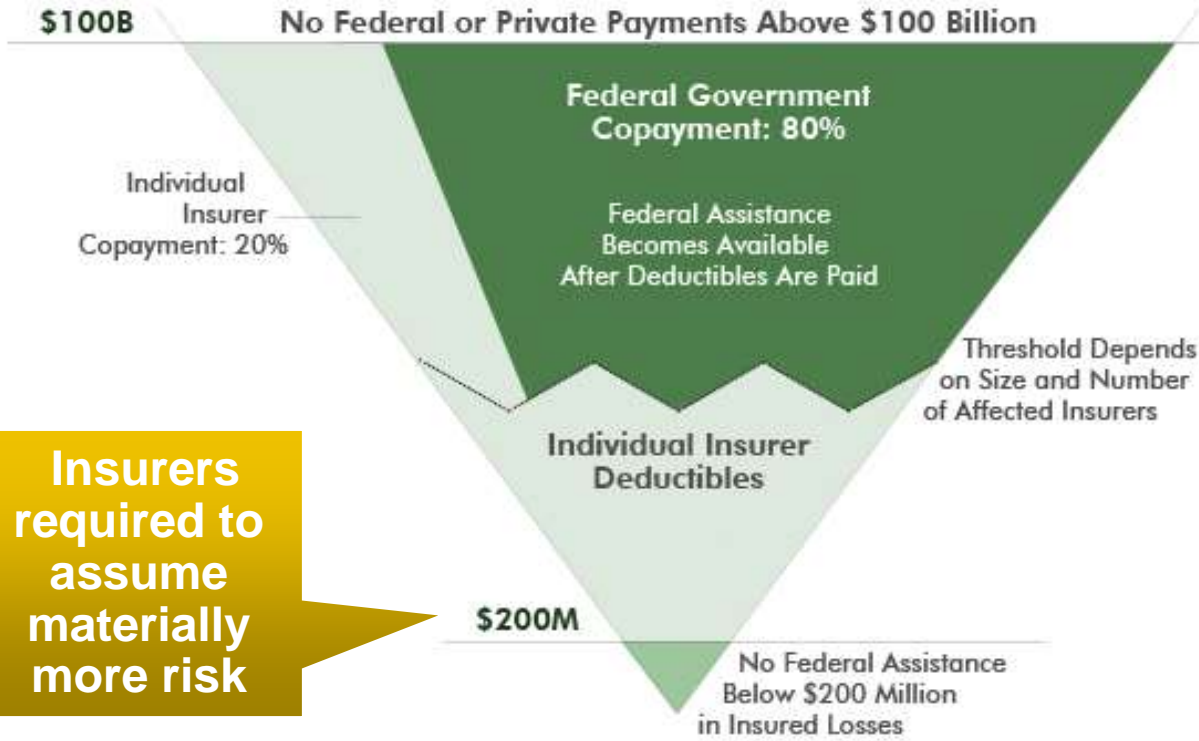 $100B
No Federal or Private Payments Above $100 Billion
Federal Government
Copayment: 80%
Individual
Insurer
Copayment: 20%
Federal Assistance
Becomes Available
After Deductibles Are Paid
Threshold Depends
on Size and Number
of Affected Insurers
Individual Insurer
Deductibles
Insurers
required to
assume
materially
more risk
$200M
No Federal Assistance
Below $200 Million
in Insured Losses